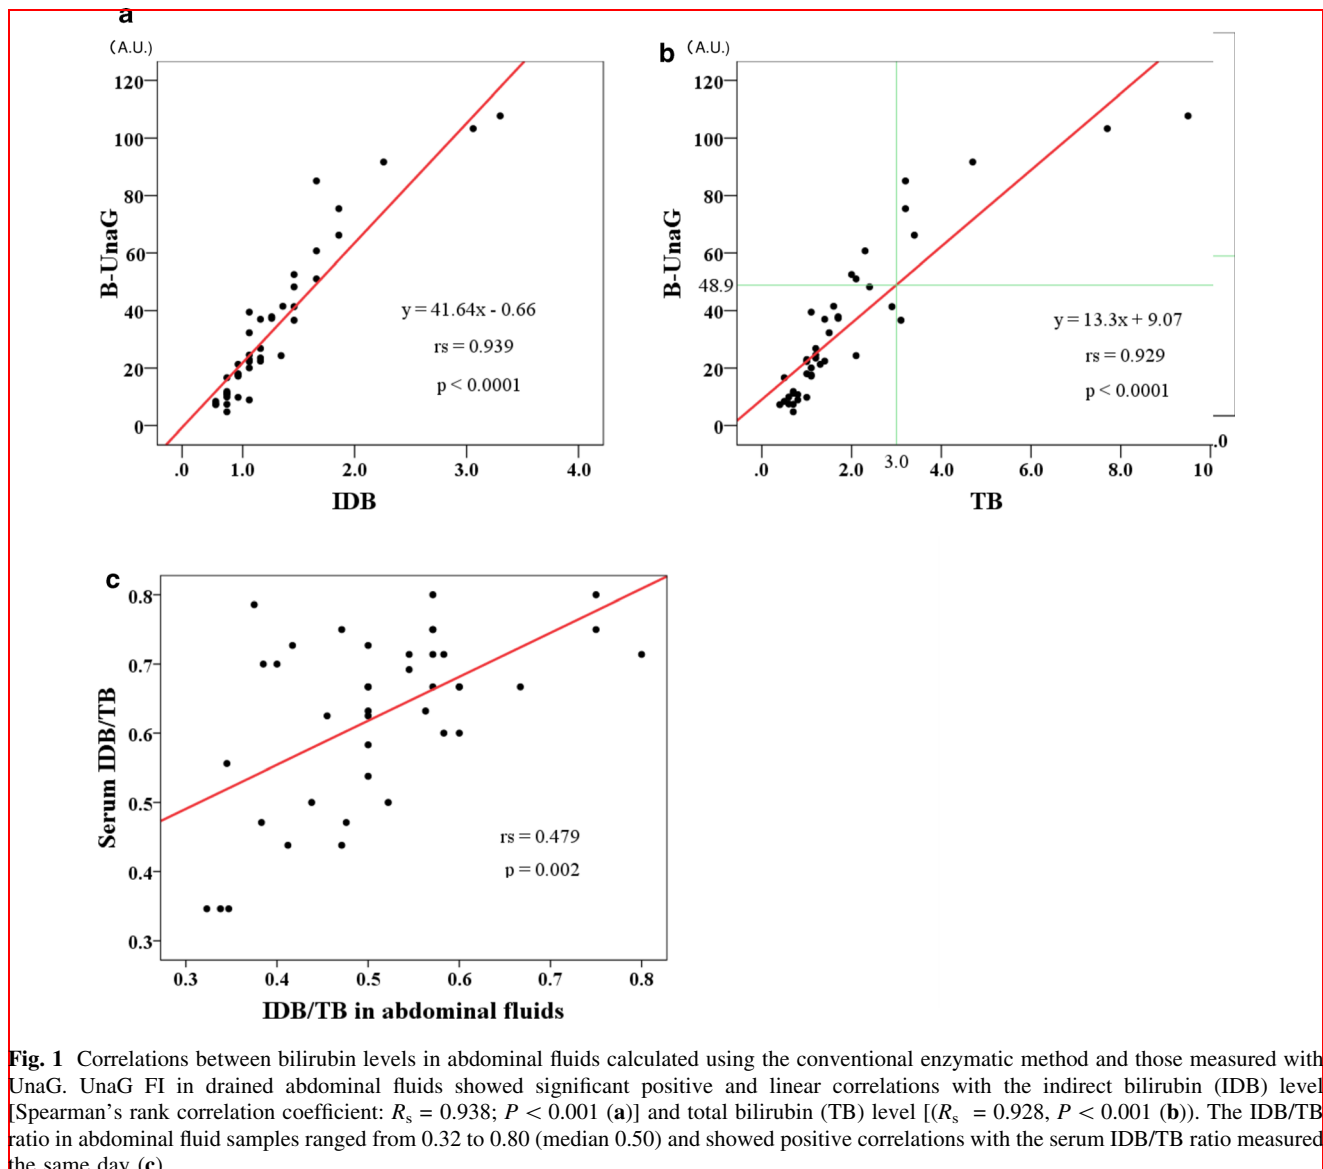 a
(A.U.)
120
100
80
60
40
20
0
B-UnaG
y = 41.64x - 0.66
rs = 0.939
p < 0.0001
.0 1.0 2.0 3.0 4.0
IDB
b (A.U.)
120
100
80
60
48.9
40
20
0
B-UnaG
y = 13.3x + 9.07
rs = 0.929
p < 0.0001
.0 2.0 3.0 4.0 6.0 8.0 10
.0
TB
c
0.8
0.7
0.6
0.5
0.4
0.3
Serum IDB/TB
rs = 0.479
p = 0.002
0.3 0.4 0.5 0.6 0.7 0.8
IDB/TB in abdominal fluids
Fig. 1 Correlations between bilirubin levels in abdominal fluids calculated using the conventional enzymatic method and those measured with
UnaG. UnaG FI in drained abdominal fluids showed significant positive and linear correlations with the indirect bilirubin (IDB) level
[Spearman's rank correlation coefficient: Rs = 0.938; P < 0.001 (a)] and total bilirubin (TB) level [(Rs = 0.928, P < 0.001 (b)). The IDB/TB
ratio in abdominal fluid samples ranged from 0.32 to 0.80 (median 0.50) and showed positive correlations with the serum IDB/TB ratio measured
the same day (c)